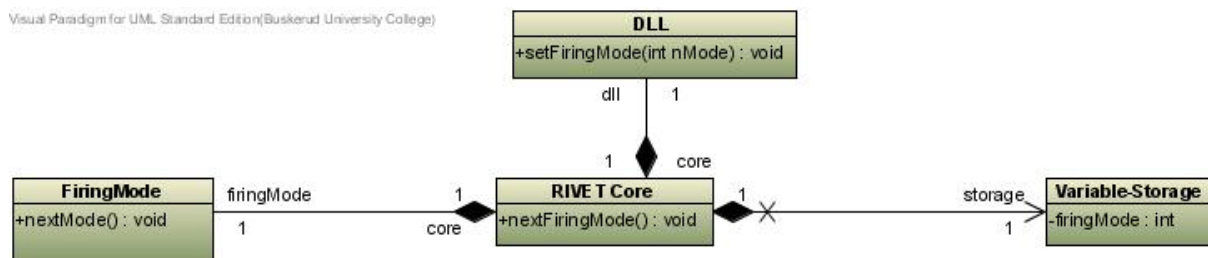 Visual Paradigm for UML Standard Edition(Buskerud University College)
DLL
+setFiringMode(int nMode) : void
dll 1
1 core
FiringMode
+nextMode() : void
firingMode 1
1 core
RIVET Core
+nextFiringMode() : void
1 storage
1
Variable-Storage
-firingMode : int